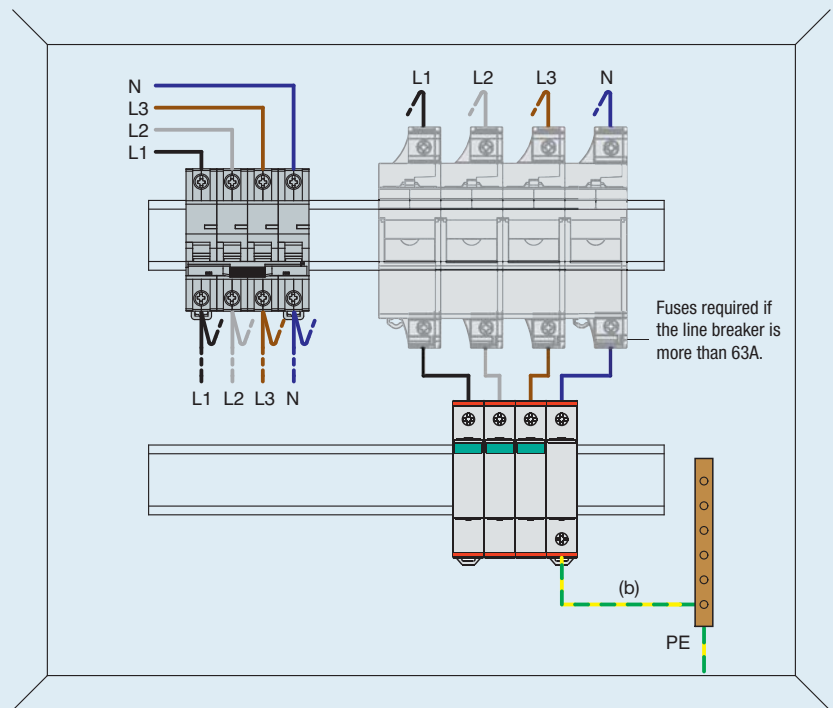 N
L3
L2
L1
L1 L2 L3 N
L1 L2 L3 N
Fuses required if
the line breaker is
more than 63A.
(b)
PE